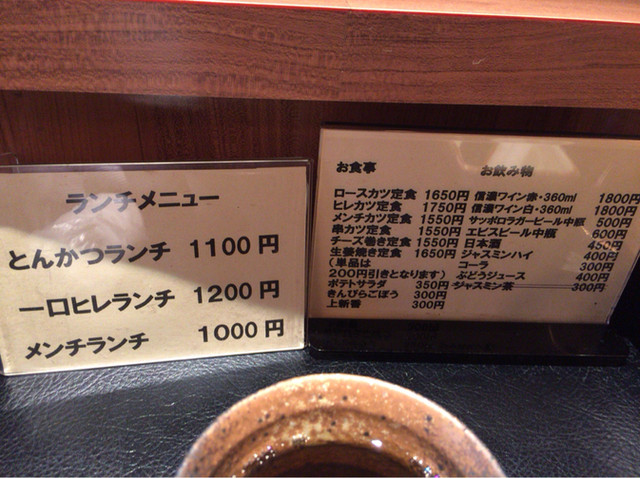 ランチメニュー
とんかつランチ 1100円
一口ヒレランチ 1200円
メンチランチ 1000円
お食事 お飲み物
ロースカツ定食 1650円 信濃ワイン赤・360ml 1800円
ヒレカツ定食 1750円 信濃ワイン白・360ml 1800円
メンチカツ定食 1550円 サッポロラガービール中瓶 500円
串カツ定食 1550円 エビスビール中瓶 600円
チーズ巻き定食 1550円 日本酒 450円
生姜焼き定食 1650円 ジャスミンハイ 400円
(単品は コーラ 300円
200円引きとなります) ぶどうジュース 400円
ポテトサラダ 350円 ジャスミン茶 300円
きんぴらごぼう 300円
上新香 300円